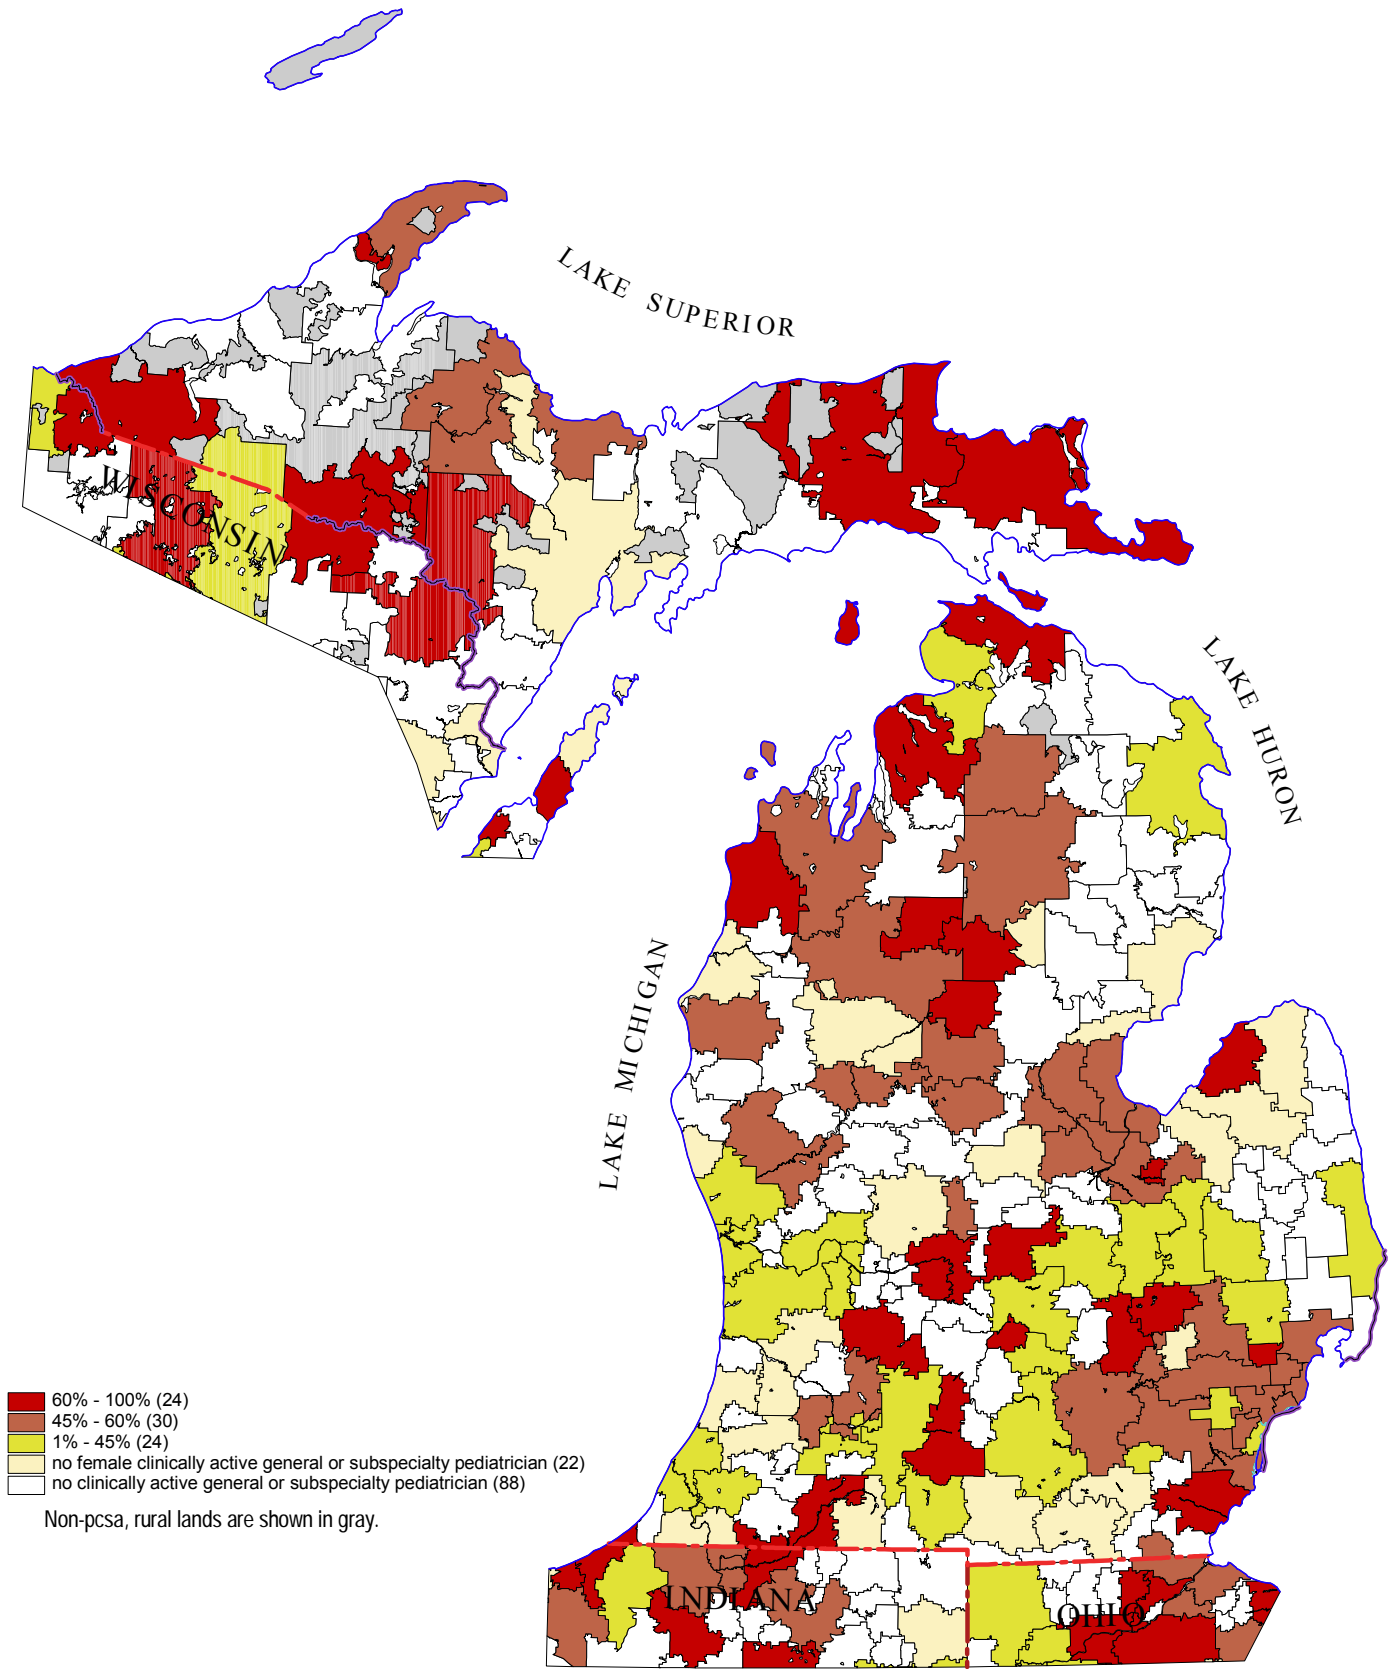 LAKE SUPERIOR
WISCONSIN
LAKE HURON
LAKE MICHIGAN
60% - 100% (24)
45% - 60% (30)
1% - 45% (24)
no female clinically active general or subspecialty pediatrician (22)
no clinically active general or subspecialty pediatrician (88)
Non-pcsa, rural lands are shown in gray.
INDIANA
OHIO